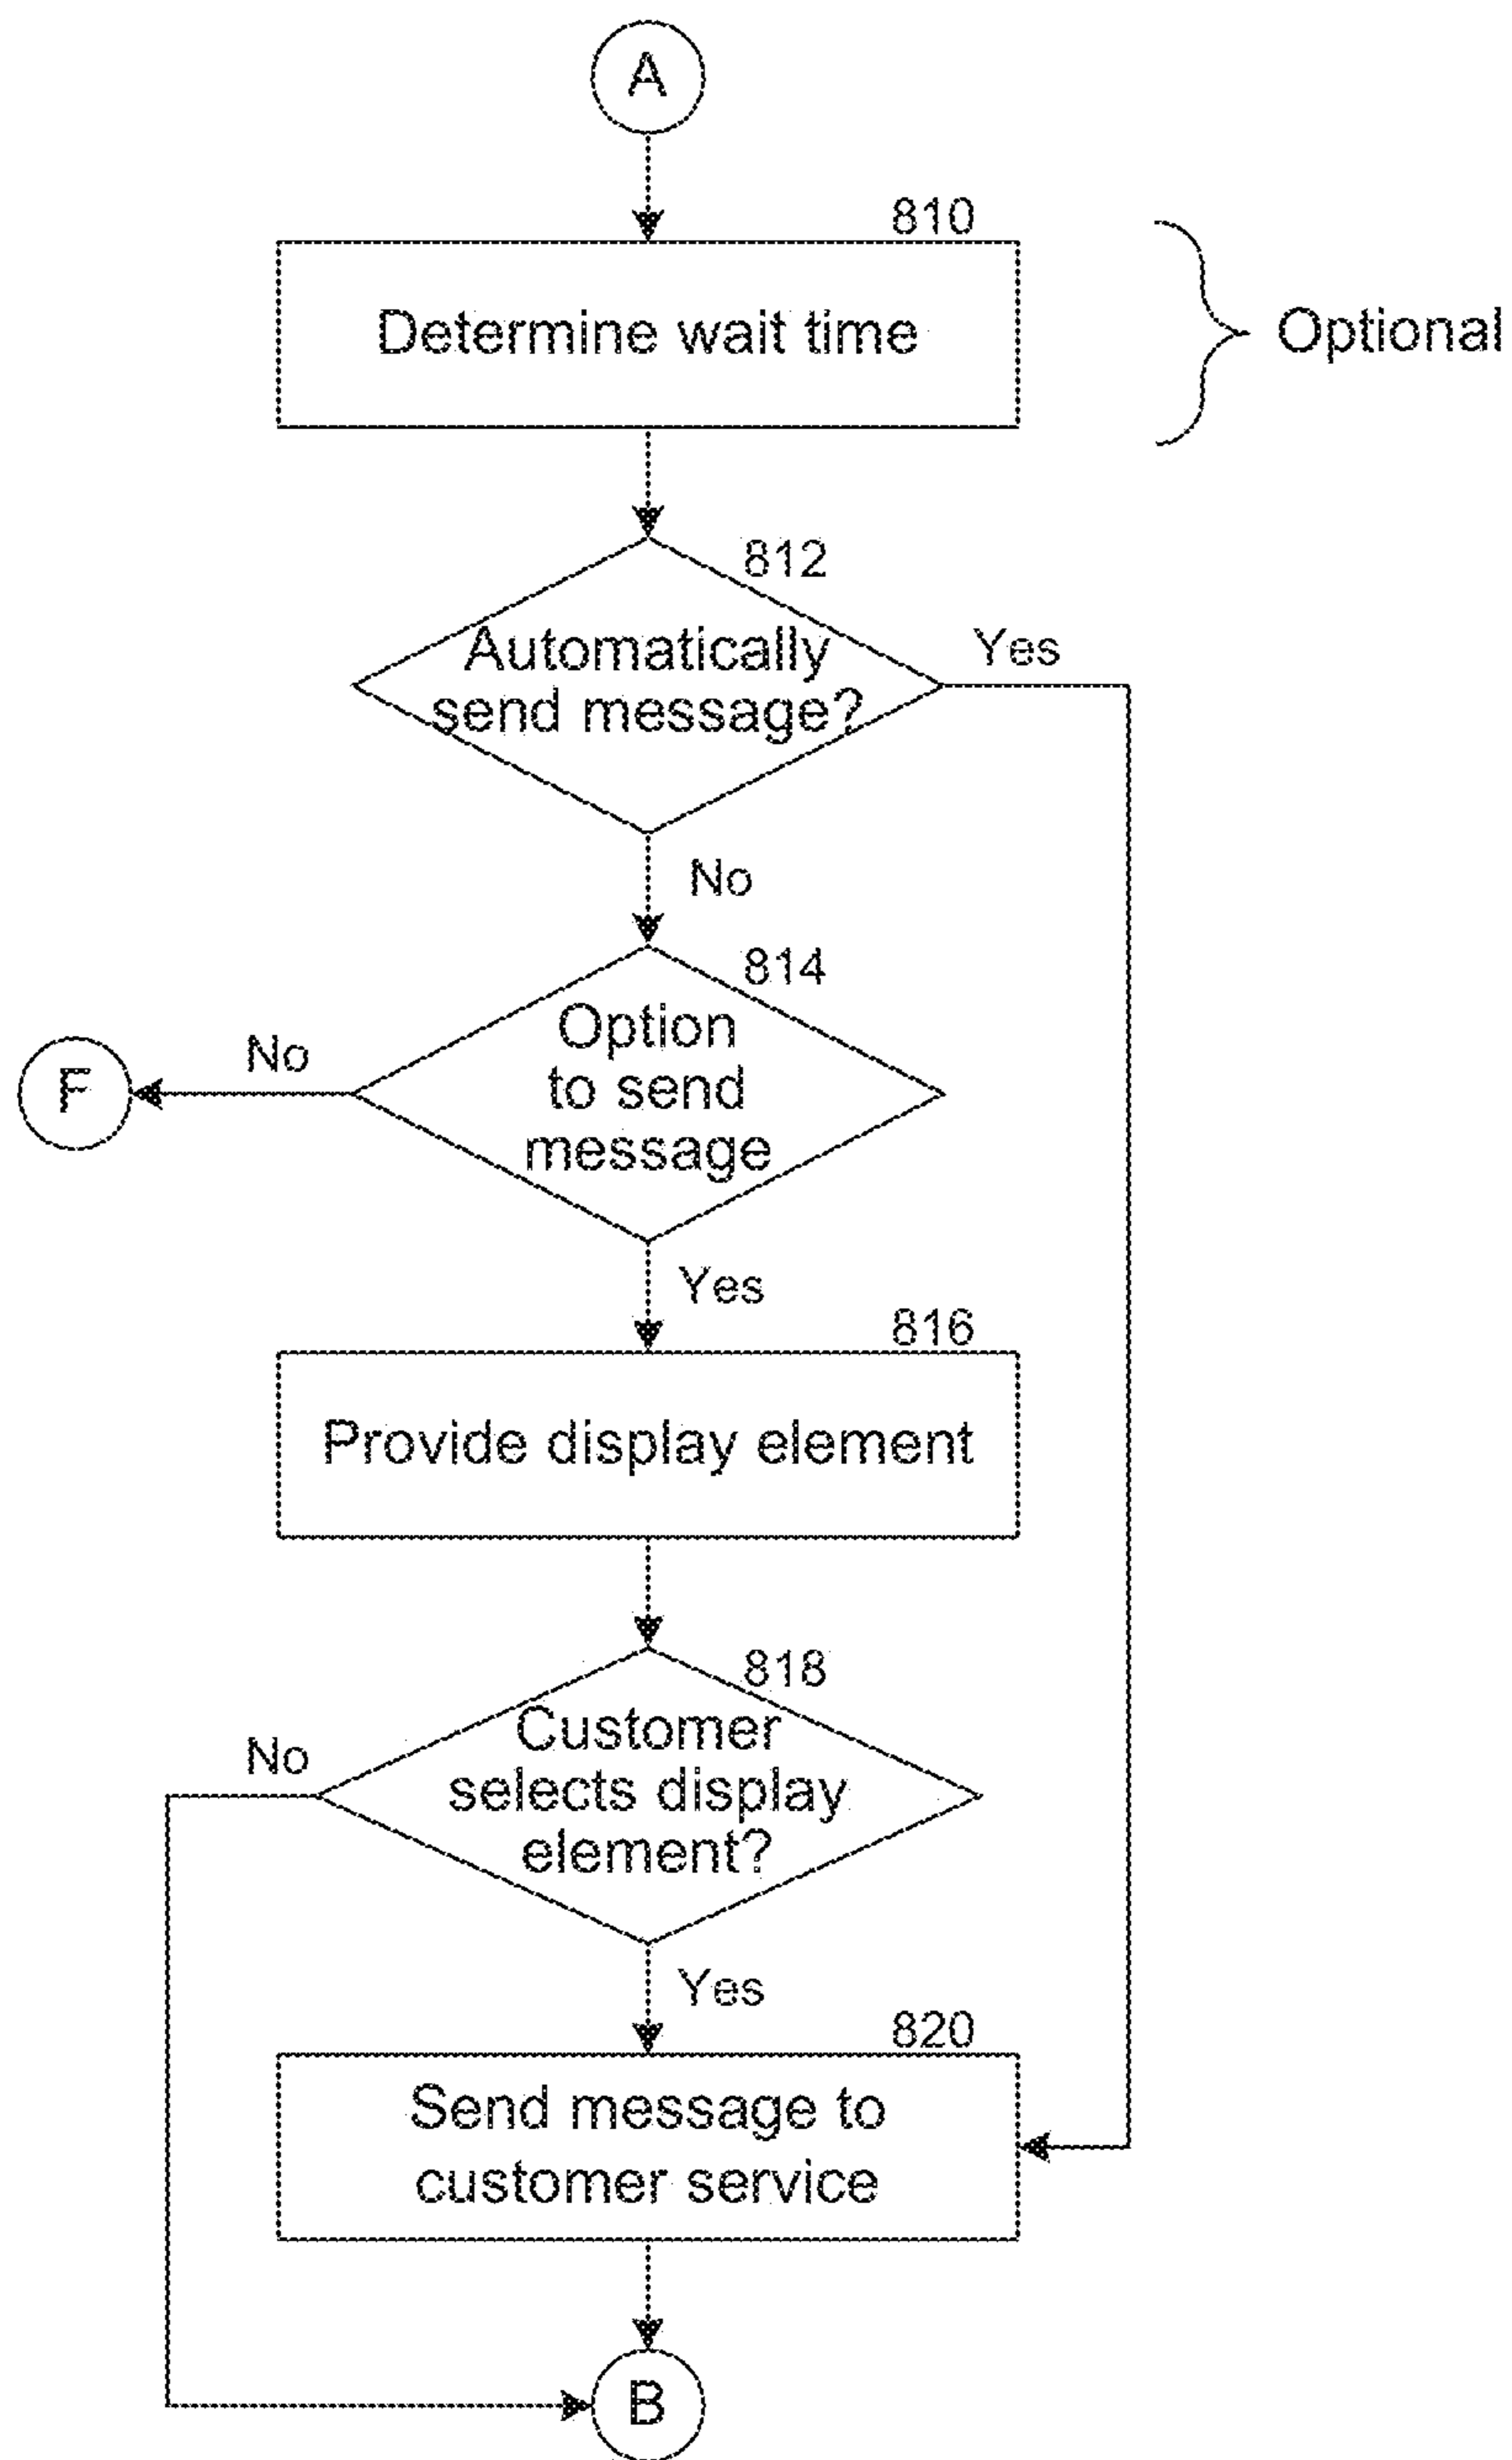 A
810
Determine wait time
Optional
812
Automatically
send message?
Yes
No
814
Option
to send
message
No
F
Yes
816
Provide display element
818
Customer
selects display
element?
No
Yes
820
Send message to
customer service
B